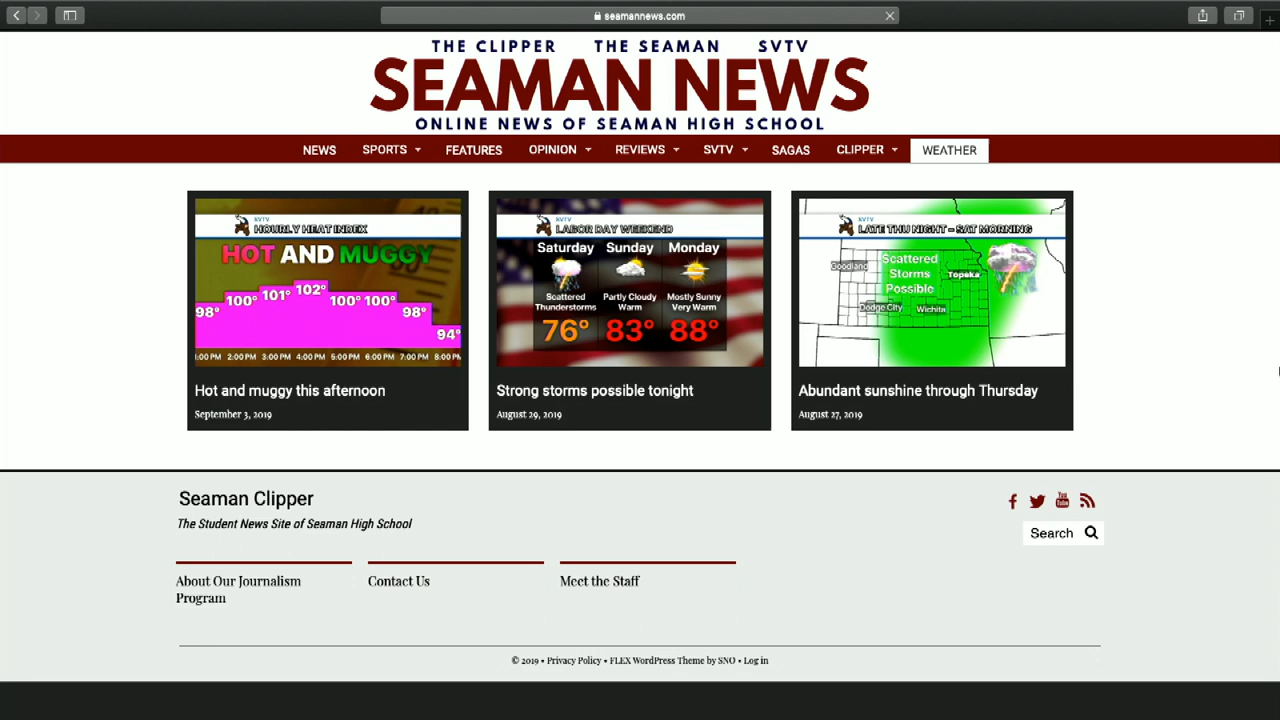 seamannews.com
THE CLIPPER THE SEAMAN SVTV
SEAMAN NEWS
ONLINE NEWS OF SEAMAN HIGH SCHOOL
NEWS SPORTS FEATURES OPINION REVIEWS SVTV SAGAS CLIPPER WEATHER
SVTV
HOURLY HEAT INDEX
HOT AND MUGGY
98° 100° 101° 102° 100° 100° 98° 94°
1:00 PM 2:00 PM 3:00 PM 4:00 PM 5:00 PM 6:00 PM 7:00 PM 8:00 PM
Hot and muggy this afternoon
September 3, 2019
SVTV
LABOR DAY WEEKEND
Saturday Sunday Monday
Scattered Thunderstorms
Partly Cloudy Warm
Mostly Sunny Very Warm
76° 83° 88°
Strong storms possible tonight
August 29, 2019
SVTV
LATE THU NIGHT - SAT MORNING
Scattered
Storms
Possible
Goodland
Topeka
Dodge City
Wichita
Abundant sunshine through Thursday
August 27, 2019
Seaman Clipper
The Student News Site of Seaman High School
You
Tube
Search
About Our Journalism
Program
Contact Us
Meet the Staff
© 2019 • Privacy Policy • FLEX WordPress Theme by SNO • Log in